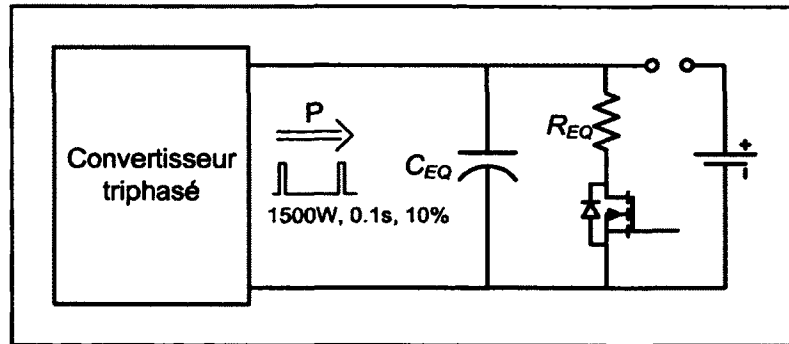 Convertisseur
triphasé
P
1500W, 0.1s, 10%
C_EQ
R_EQ
+
-